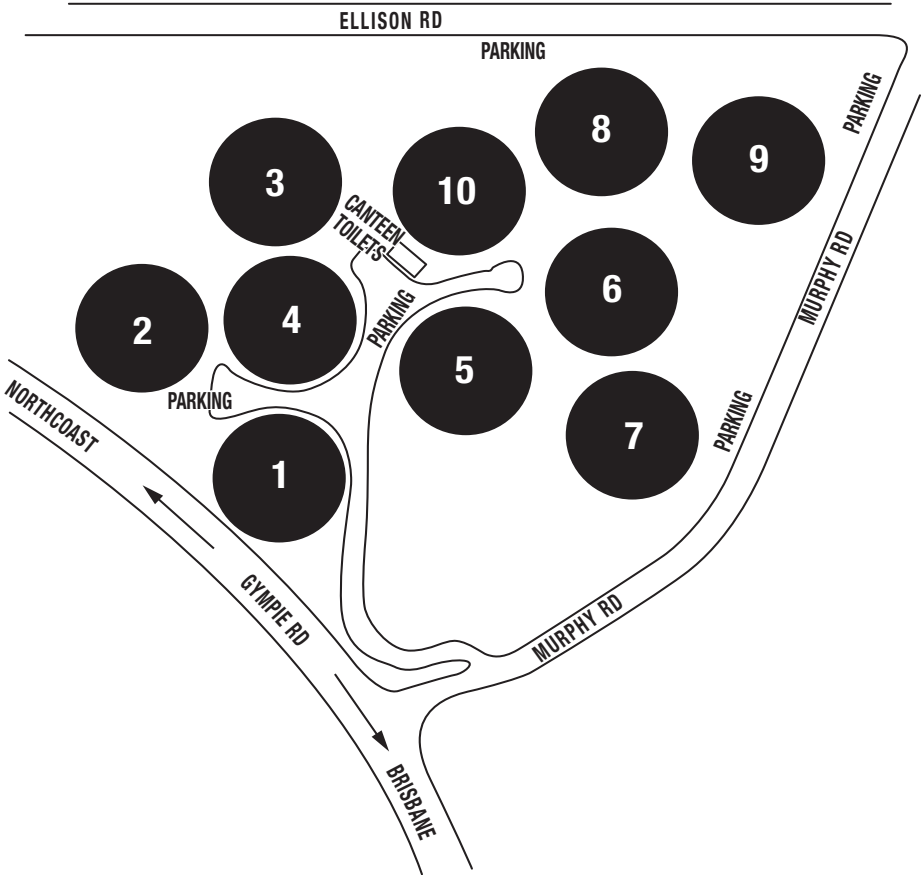 ELLISON RD
PARKING
PARKING
8
9
3
10
CANTEEN
TOILETS
MURPHY RD
6
4
2
PARKING
5
PARKING
NORTHCOAST
PARKING
7
1
GYMPIE RD
MURPHY RD
BRISBANE